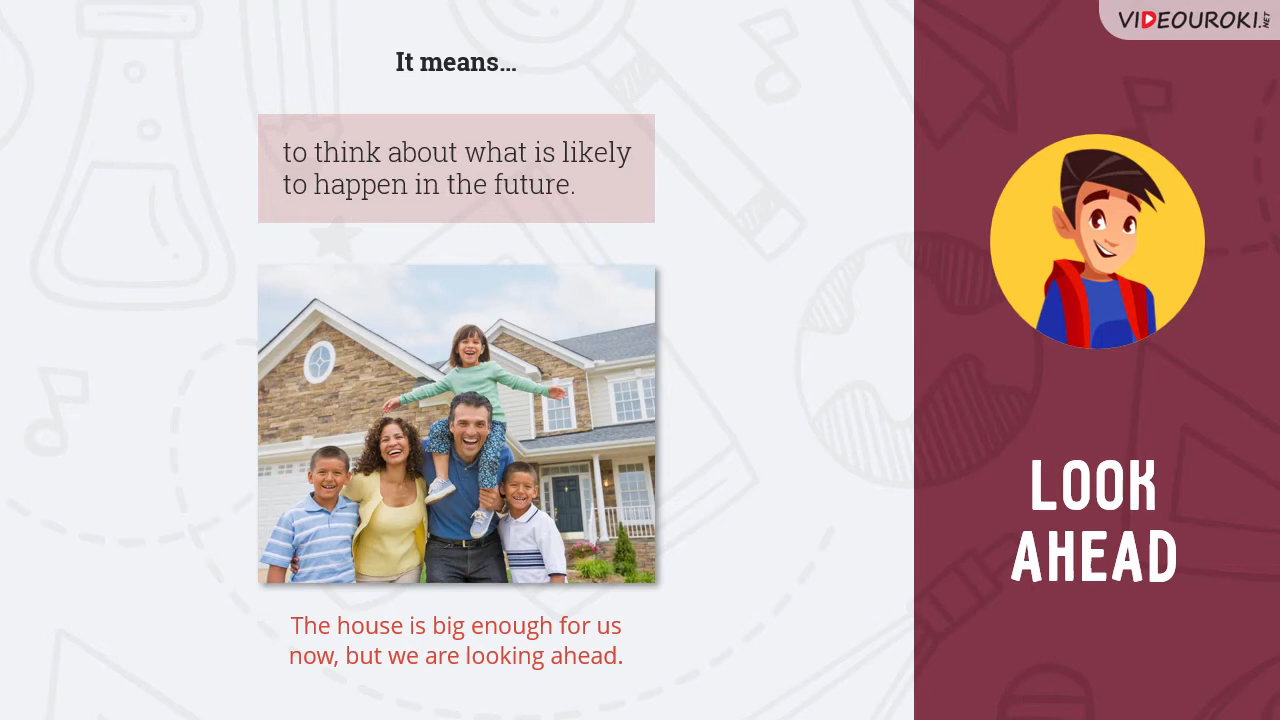 It means...
to think about what is likely
to happen in the future.
The house is big enough for us
now, but we are looking ahead.
VIDEOUROKI.NET
LOOK
AHEAD